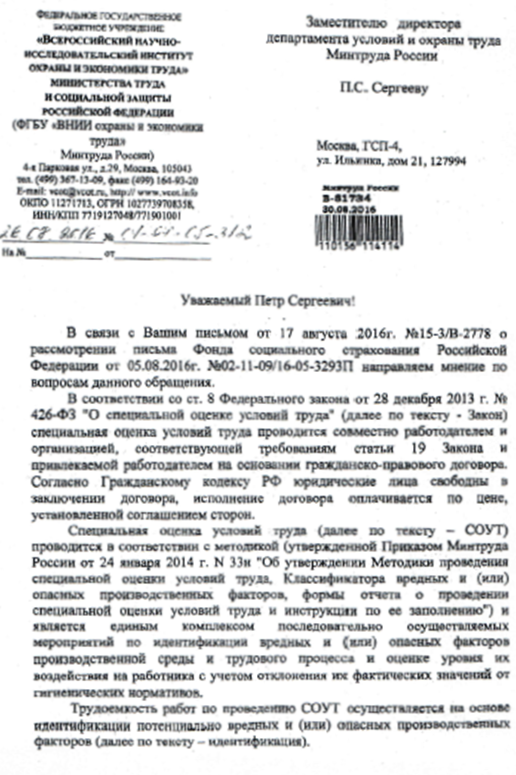 ФЕДЕРАЛЬНОЕ ГОСУДАРСТВЕННОЕ
БЮДЖЕТНОЕ УЧРЕЖДЕНИЕ
«ВСЕРОССИЙСКИЙ НАУЧНО-
ИССЛЕДОВАТЕЛЬСКИЙ ИНСТИТУТ
ОХРАНЫ И ЭКОНОМИКИ ТРУДА»
МИНИСТЕРСТВА ТРУДА
И СОЦИАЛЬНОЙ ЗАЩИТЫ
РОССИЙСКОЙ ФЕДЕРАЦИИ
(ФГБУ «ВНИИ охраны и экономики
труда»
Минтруда России)
4-я Парковая ул., д.29, Москва, 105043
тел. (499) 367-13-09, факс (499) 164-93-20
E-mail: vcot@vcot.ru, http:// www.vcot.info
ОКПО 11271713, ОГРН 1027739708358,
ИНН/КПП 7719127048/771901001
26.08.2016 №
На №                  от
Заместителю директора
департамента условий и охраны труда
Минтруда России
П.С. Сергееву
Москва, ГСП-4,
ул. Ильинка, дом 21, 127994
Минтруд России
В-81734
30.08.2016
110156 114114
Уважаемый Петр Сергеевич!
В связи с Вашим письмом от 17 августа 2016г. №15-3/В-2778 о
рассмотрении письма Фонда социального страхования Российской
Федерации от 05.08.2016г. №02-11-09/16-05-3293П направляем мнение по
вопросам данного обращения.
В соответствии со ст. 8 Федерального закона от 28 декабря 2013 г. №
426-ФЗ "О специальной оценке условий труда" (далее по тексту - Закон)
специальная оценка условий труда проводится совместно работодателем и
организацией, соответствующей требованиям статьи 19 Закона и
привлекаемой работодателем на основании гражданско-правового договора.
Согласно Гражданскому кодексу РФ юридические лица свободны в
заключении договора, исполнение договора оплачивается по цене,
установленной соглашением сторон.
Специальная оценка условий труда (далее по тексту – СОУТ)
проводится в соответствии с методикой (утвержденной Приказом Минтруда
России от 24 января 2014 г. N 33н "Об утверждении Методики проведения
специальной оценки условий труда, Классификатора вредных и (или)
опасных производственных факторов, формы отчета о проведении
специальной оценки условий труда и инструкции по ее заполнению") и
является единым комплексом последовательно осуществляемых
мероприятий по идентификации вредных и (или) опасных факторов
производственной среды и трудового процесса и оценке уровня их
воздействия на работника с учетом отклонения их фактических значений от
гигиенических нормативов.
Трудоемкость работ по проведению СОУТ осуществляется на основе
идентификации потенциально вредных и (или) опасных производственных
факторов (далее по тексту – идентификация).